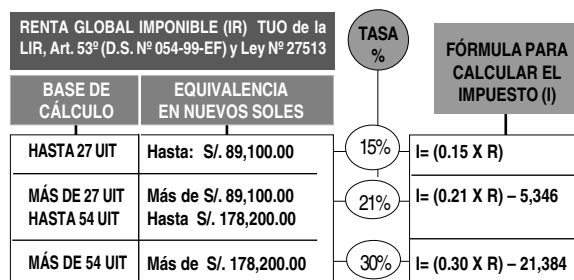 RENTA GLOBAL IMPONIBLE (IR) TUO de la
LIR, Art. 53º (D.S. Nº 054-99-EF) y Ley Nº 27513
TASA
%
FÓRMULA PARA
CALCULAR EL
IMPUESTO (I)
BASE DE
CÁLCULO
EQUIVALENCIA
EN NUEVOS SOLES
HASTA 27 UIT
Hasta: S/. 89,100.00
15%
I= (0.15 X R)
MÁS DE 27 UIT
HASTA 54 UIT
Más de S/. 89,100.00
Hasta S/. 178,200.00
21%
I= (0.21 X R) – 5,346
MÁS DE 54 UIT
Más de S/. 178,200.00
30%
I= (0.30 X R) – 21,384